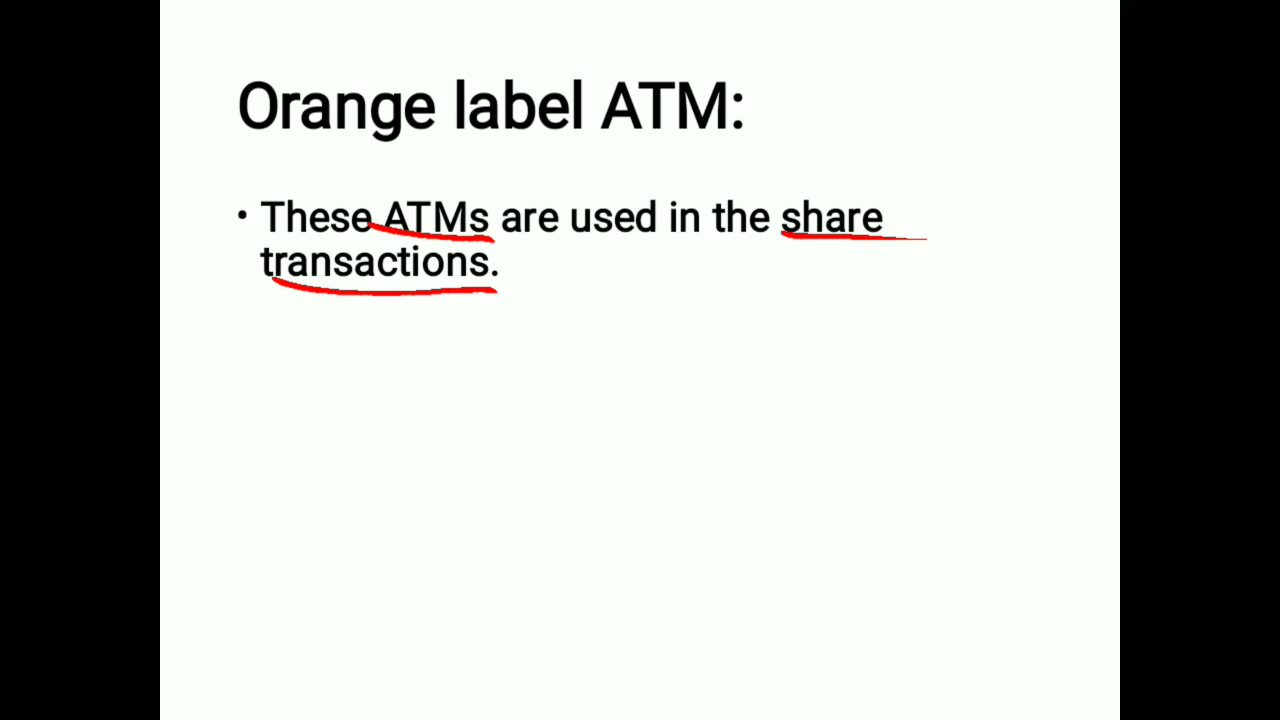 Orange label ATM:
• These ATMs are used in the share
transactions.